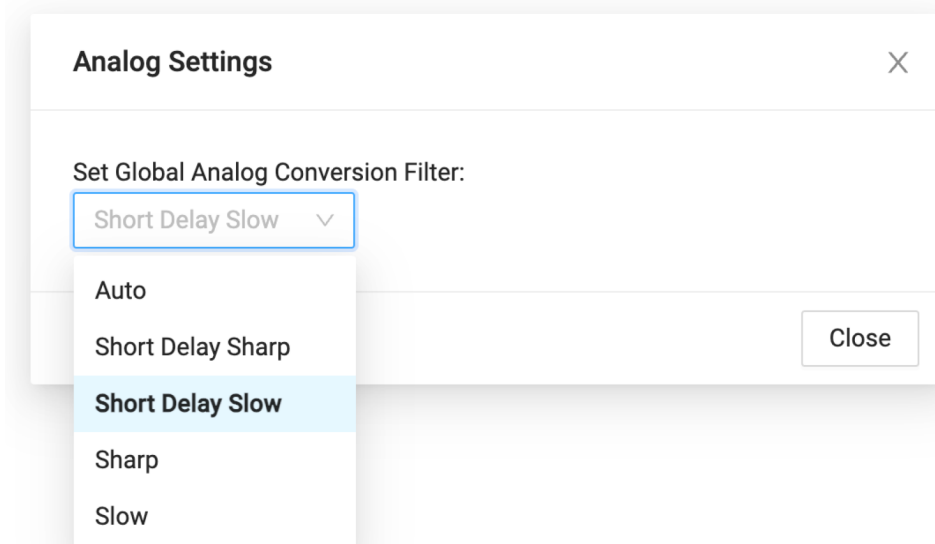 Analog Settings
Set Global Analog Conversion Filter:
Short Delay Slow
Auto
Short Delay Sharp
Close
Short Delay Slow
Sharp
Slow